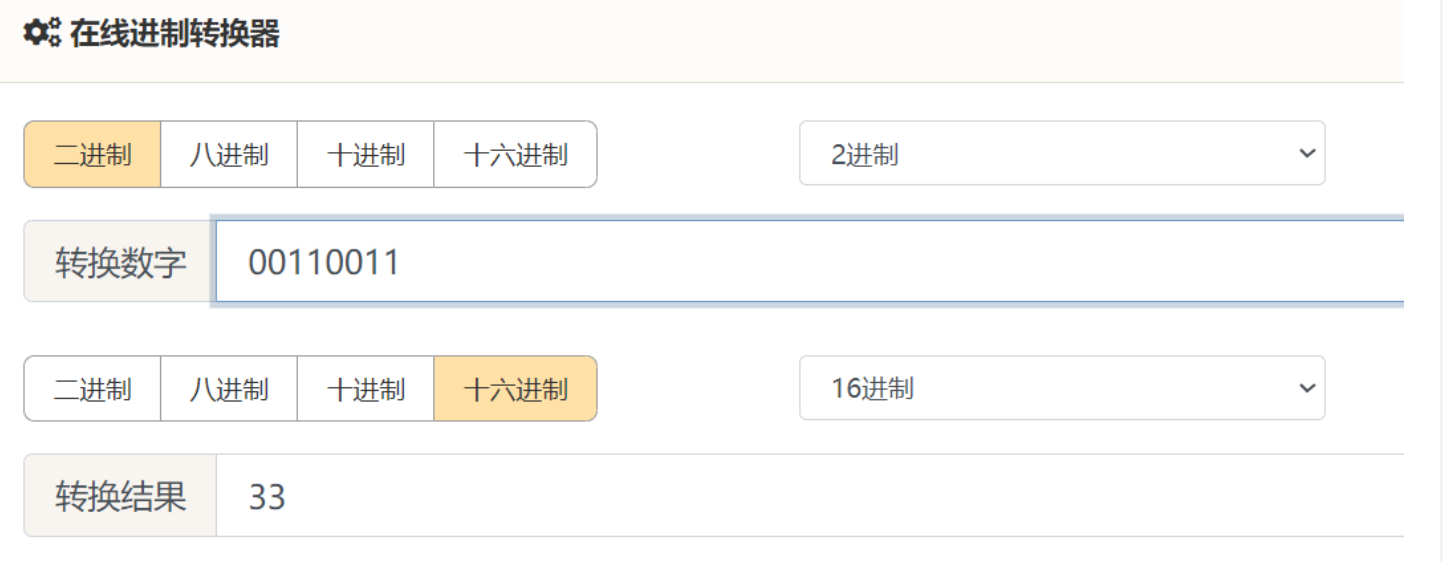 在线进制转换器
二进制 八进制 十进制 十六进制 2进制
转换数字 00110011
二进制 八进制 十进制 十六进制 16进制
转换结果 33